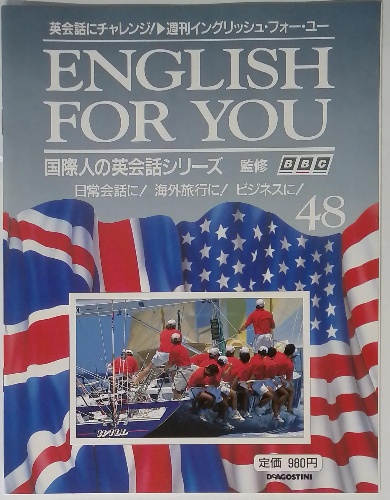 英会話にチャレンジ!▶週刊イングリッシュ・フォー・ユー
ENGLISH
FOR YOU
国際人の英会話シリーズ 監修 BBC
日常会話に! 海外旅行に! ビジネスに!
48
定価 980円
DEAGOSTINI